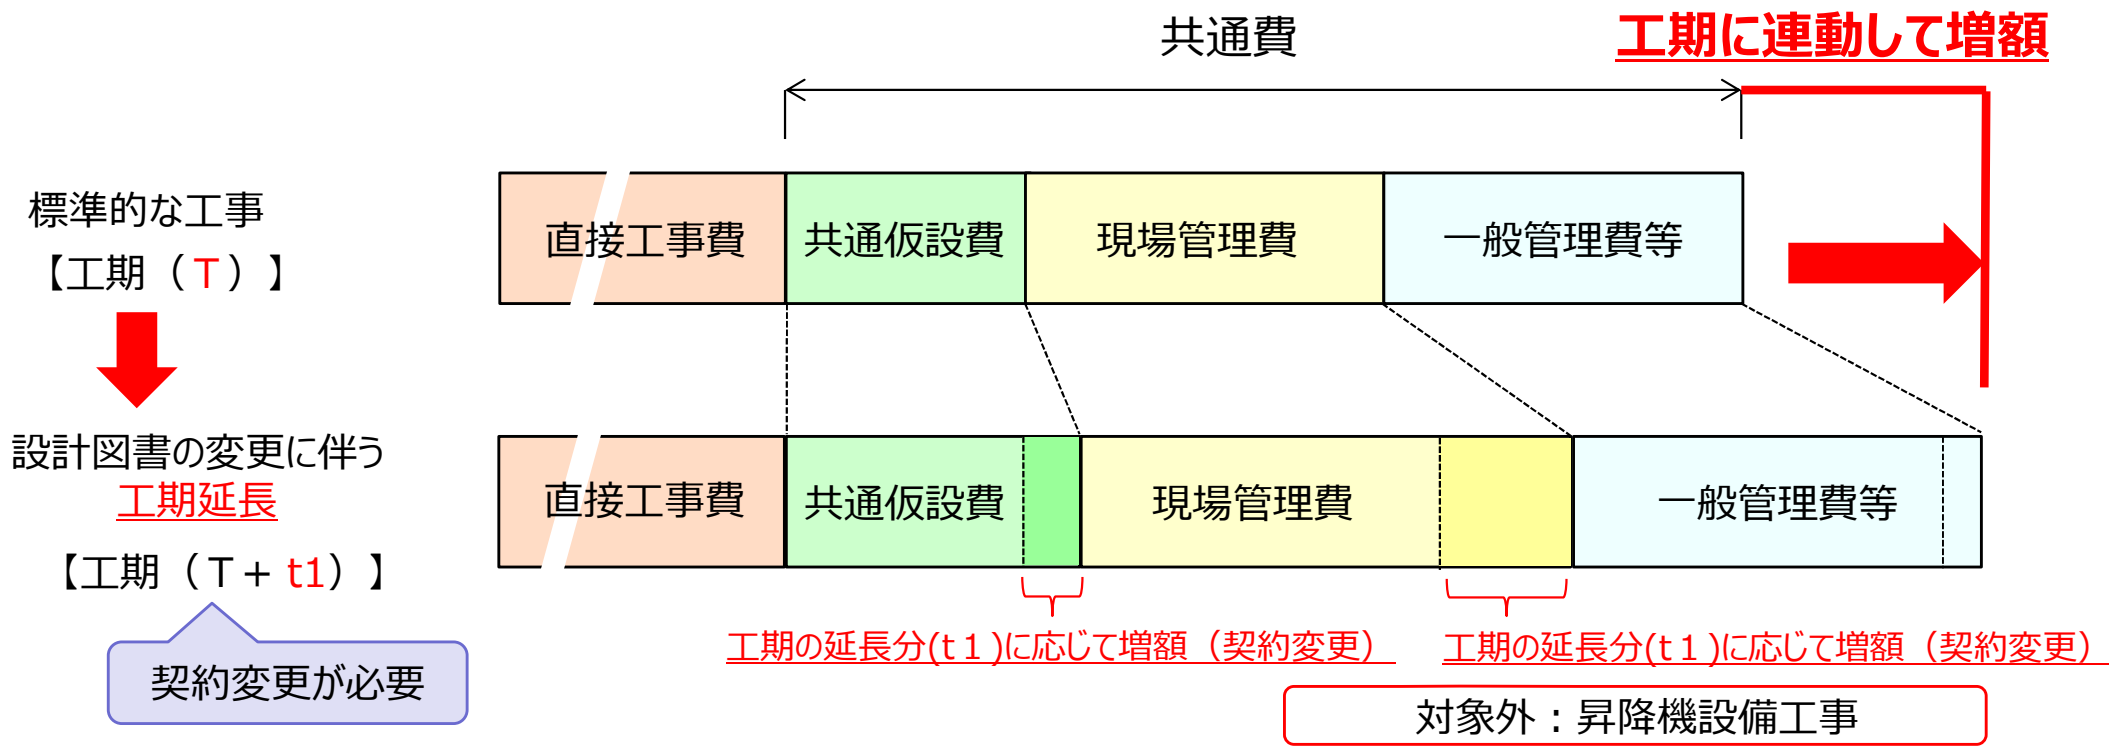 共通費
工期に連動して増額
標準的な工事
【工期（T）】
直接工事費
共通仮設費
現場管理費
一般管理費等
設計図書の変更に伴う
工期延長
【工期（T+ t1）】
契約変更が必要
直接工事費
共通仮設費
現場管理費
一般管理費等
工期の延長分(t１)に応じて増額（契約変更）
工期の延長分(t１)に応じて増額（契約変更）
対象外：昇降機設備工事